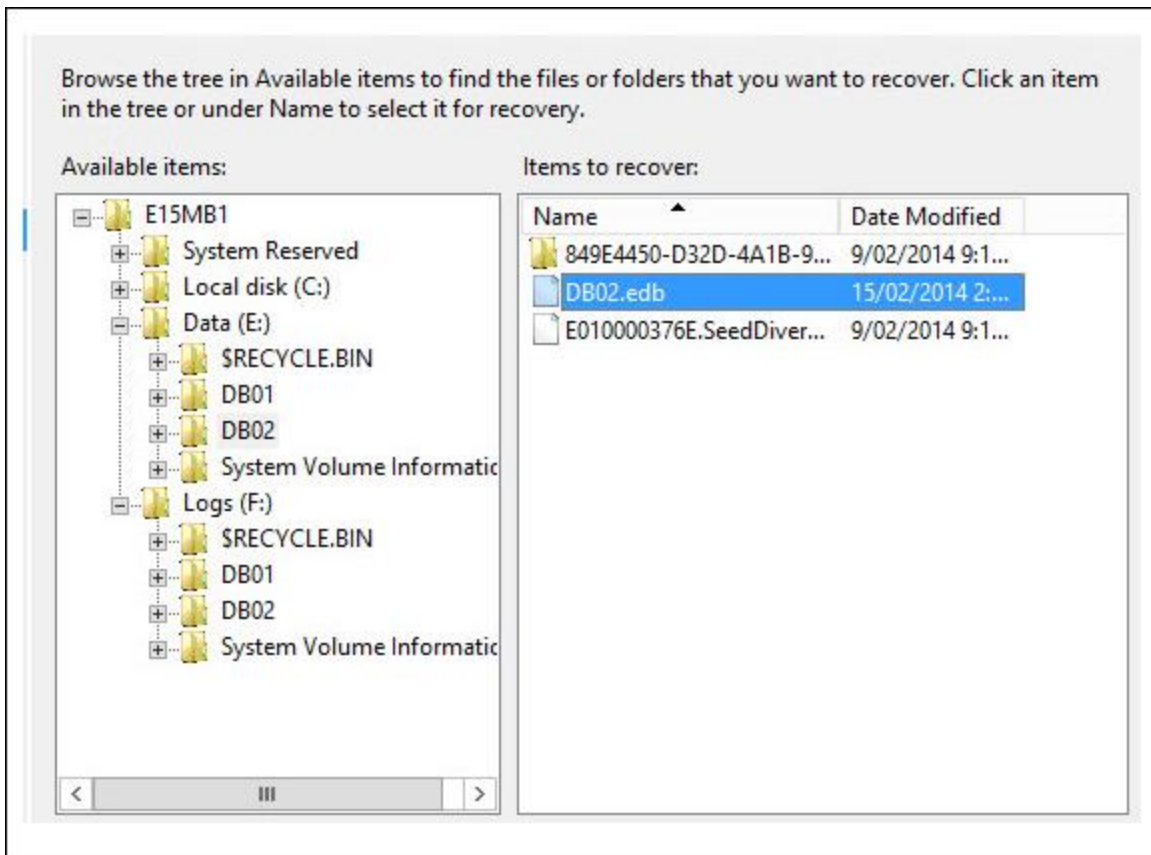 Browse the tree in Available items to find the files or folders that you want to recover. Click an item
in the tree or under Name to select it for recovery.
Available items:
E15MB1
System Reserved
Local disk (C:)
Data (E:)
$RECYCLE.BIN
DB01
DB02
System Volume Informatic
Logs (F:)
$RECYCLE.BIN
DB01
DB02
System Volume Informatic
Items to recover:
Name Date Modified
849E4450-D32D-4A1B-9... 9/02/2014 9:1...
DB02.edb 15/02/2014 2:...
E010000376E.SeedDiver... 9/02/2014 9:1...